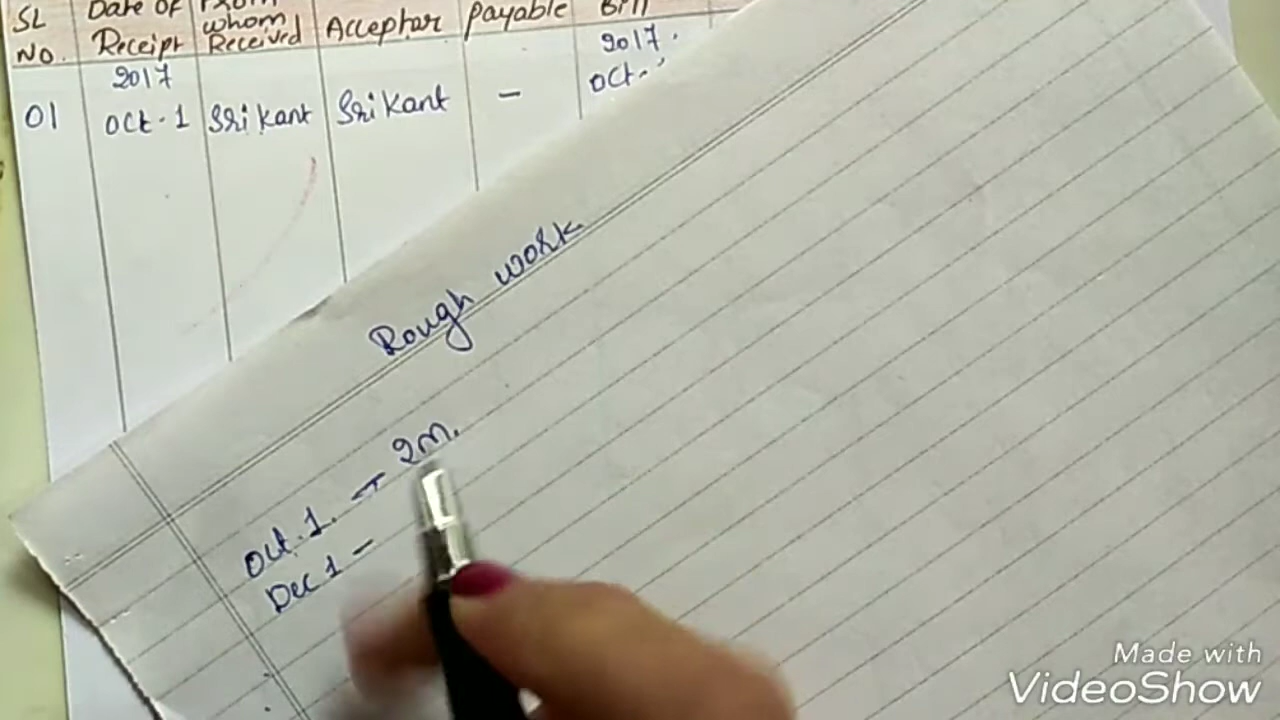 SL Date of From Bill
No. Receipt whom Received Acceptor payable
2017 2017.
01 Oct. 1 Srikant Srikant - Oct.
Rough work
Oct. 1. - 2m.
Dec 1 -
Made with
VideoShow